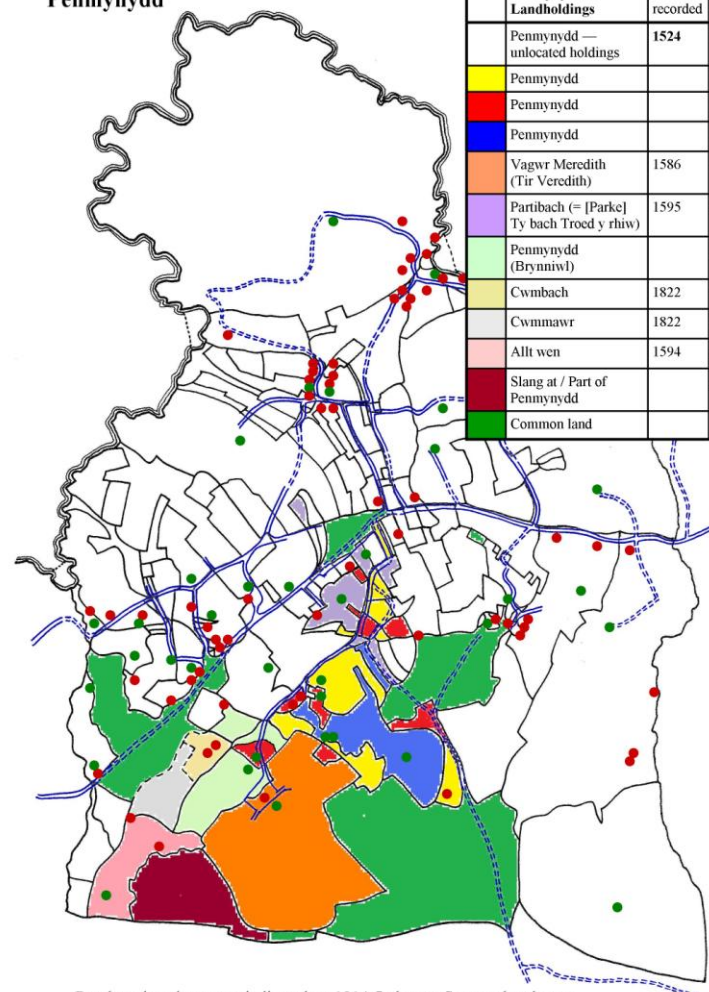 Penmynydd
Landholdings recorded
Penmynydd — 1524
unlocated holdings
Penmynydd
Penmynydd
Penmynydd
Vagwr Meredith 1586
(Tir Veredith)
Partibach (= [Parke] 1595
Ty bach Troed y rhiw)
Penmynydd
(Brynniwl)
Cwmbach 1822
Cwmmawr 1822
Allt wen 1594
Slang at / Part of
Penmynydd
Common land